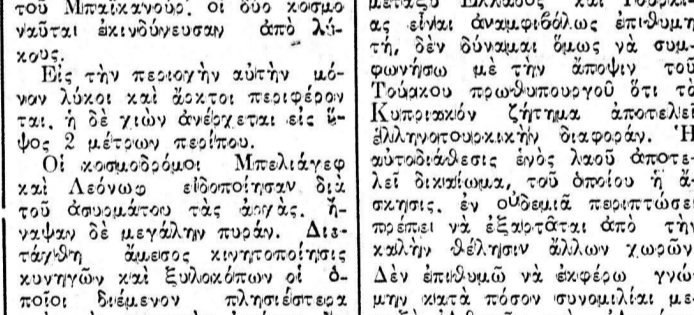 τοῦ Μπαϊκανούρ. οἱ δύο κοσμο
ναῦται ἐκινδύνευσαν ἀπὸ λύ-
κους.
Εἰς τὴν περιοχὴν αὐτὴν μό-
νον λύκοι καὶ ἄρκτοι περιφέρον
ται. ἡ δὲ χιὼν ἀνέρχεται εἰς ὕ-
ψος 2 μέτρων περίπου.
Οἱ κοσμοδρόμοι Μπελιάγεφ
καὶ Λεόνωφ εἰδοποίησαν διὰ
τοῦ ἀσυρμάτου τὰς ἀρχάς. ἤ-
ναψαν δὲ μεγάλην πυράν. Διε-
τάχθη ἄμεσος κινητοποίησις
κυνηγῶν καὶ ξυλοκόπων οἱ ὁ-
ποῖοι διέμενον πλησιέστερα
μεταξὺ Ἑλλάδος καὶ Τουρκί-
ας εἶναι ἀναμφιβόλως ἐπιθυμη
τή, δὲν δύναμαι ὅμως νὰ συμ-
φωνήσω μὲ τὴν ἄποψιν τοῦ
Τούρκου πρωθυπουργοῦ ὅτι τὸ
Κυπριακὸν ζήτημα ἀποτελεῖ
ἑλληνοτουρκικὴν διαφοράν. Ἡ
αὐτοδιάθεσις ἑνὸς λαοῦ ἀποτε-
λεῖ δικαίωμα, τοῦ ὁποίου ἡ ἄ-
σκησις. ἐν οὐδεμιᾷ περιπτώσει
πρέπει νὰ ἐξαρτᾶται ἀπὸ τὴν
καλὴν θέλησιν ἄλλων χωρῶν
Δὲν ἐπιθυμῶ νὰ ἐκφέρω γνώ
μην κατὰ πόσον συνομιλίαι με-